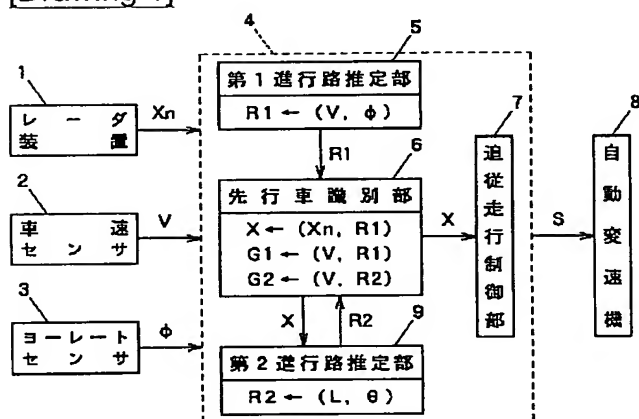 4
5
1
レーダ
装置
Xn
第1進行路推定部
R1 ← (V, φ)
R1
7
8
6
2
車速
センサ
V
先行車識別部
X ← (Xn, R1)
G1 ← (V, R1)
G2 ← (V, R2)
X
追従走行制御部
S
自動変速機
3
ヨーレート
センサ
φ
X
R2
9
第2進行路推定部
R2 ← (L, θ)